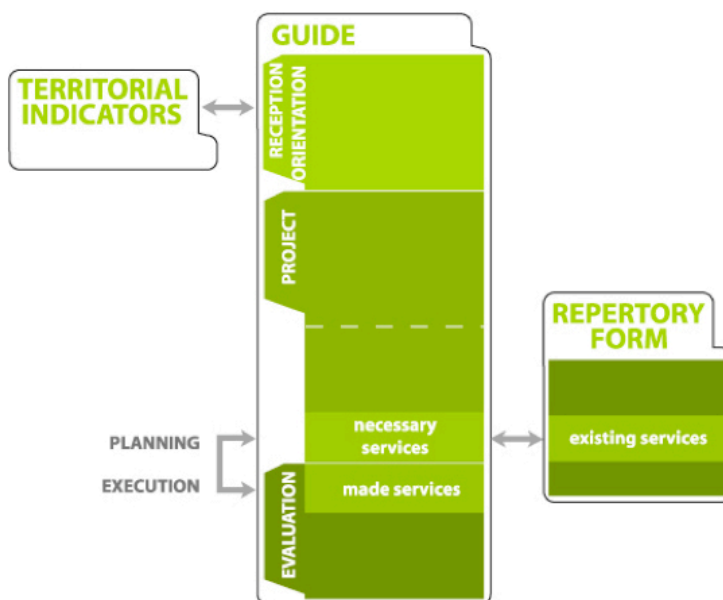 GUIDE
TERRITORIAL
INDICATORS
RECEPTION
/ORIENTATION
PROJECT
REPERTORY
FORM
necessary
services
existing services
PLANNING
EXECUTION
made services
EVALUATION